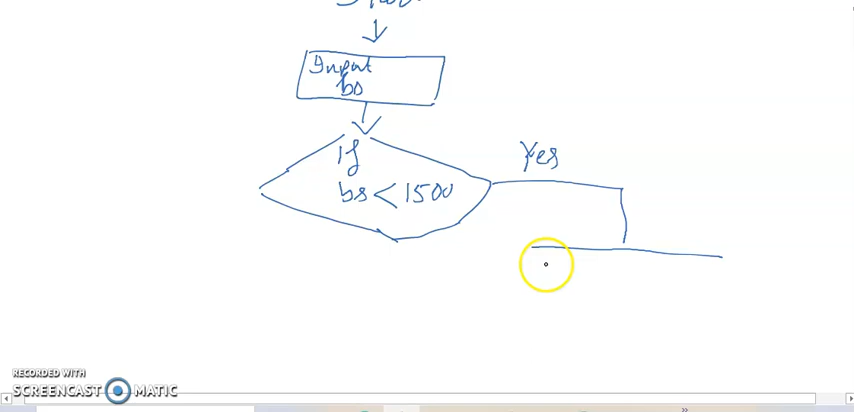 Input
bs
If
Yes
bs < 1500
RECORDED WITH
SCREENCAST MATIC